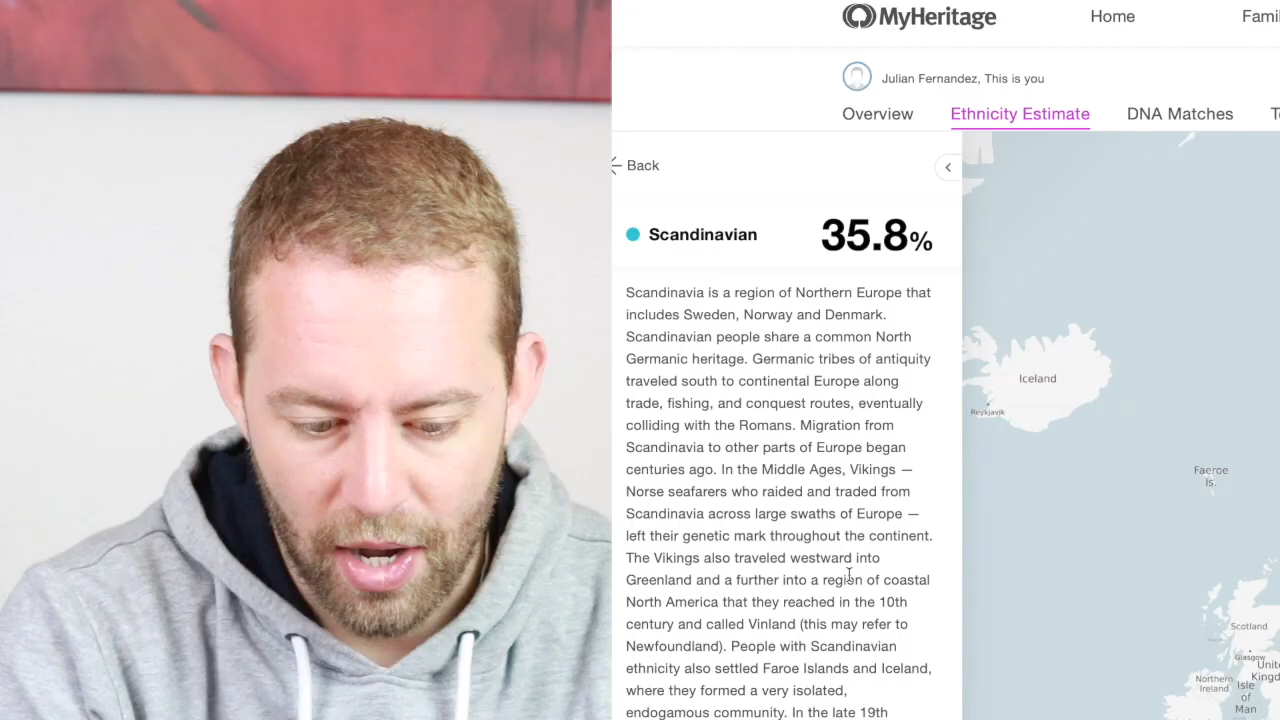 MyHeritage
Home
Julian Fernandez, This is you
Overview
Ethnicity Estimate
DNA Matches
Back
Scandinavian
35.8%
Scandinavia is a region of Northern Europe that
includes Sweden, Norway and Denmark.
Scandinavian people share a common North
Germanic heritage. Germanic tribes of antiquity
traveled south to continental Europe along
trade, fishing, and conquest routes, eventually
colliding with the Romans. Migration from
Scandinavia to other parts of Europe began
centuries ago. In the Middle Ages, Vikings —
Norse seafarers who raided and traded from
Scandinavia across large swaths of Europe —
left their genetic mark throughout the continent.
The Vikings also traveled westward into
Greenland and a further into a region of coastal
North America that they reached in the 10th
century and called Vinland (this may refer to
Newfoundland). People with Scandinavian
ethnicity also settled Faroe Islands and Iceland,
where they formed a very isolated,
endogamous community. In the late 19th
Iceland
Reykjavik
Faeroe
Is.
Scotland
Glasgow
Northern
Ireland
Isle
of
Man